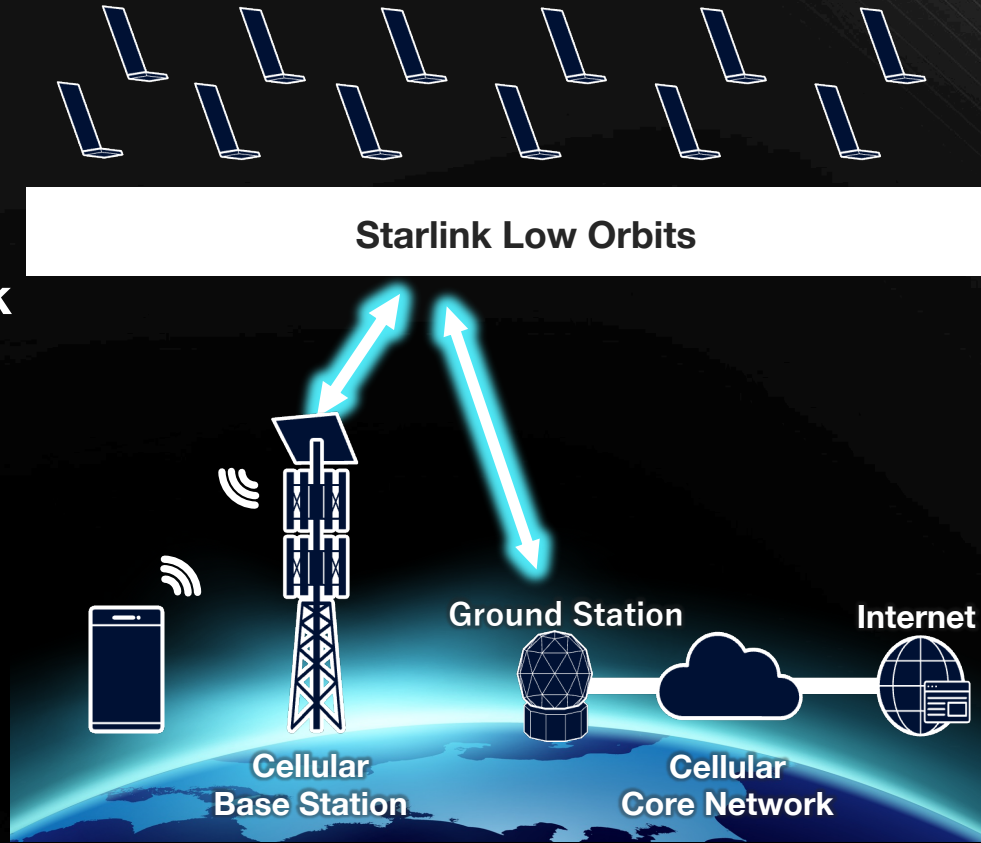 Starlink Low Orbits
k
Ground Station
Internet
Cellular
Base Station
Cellular
Core Network